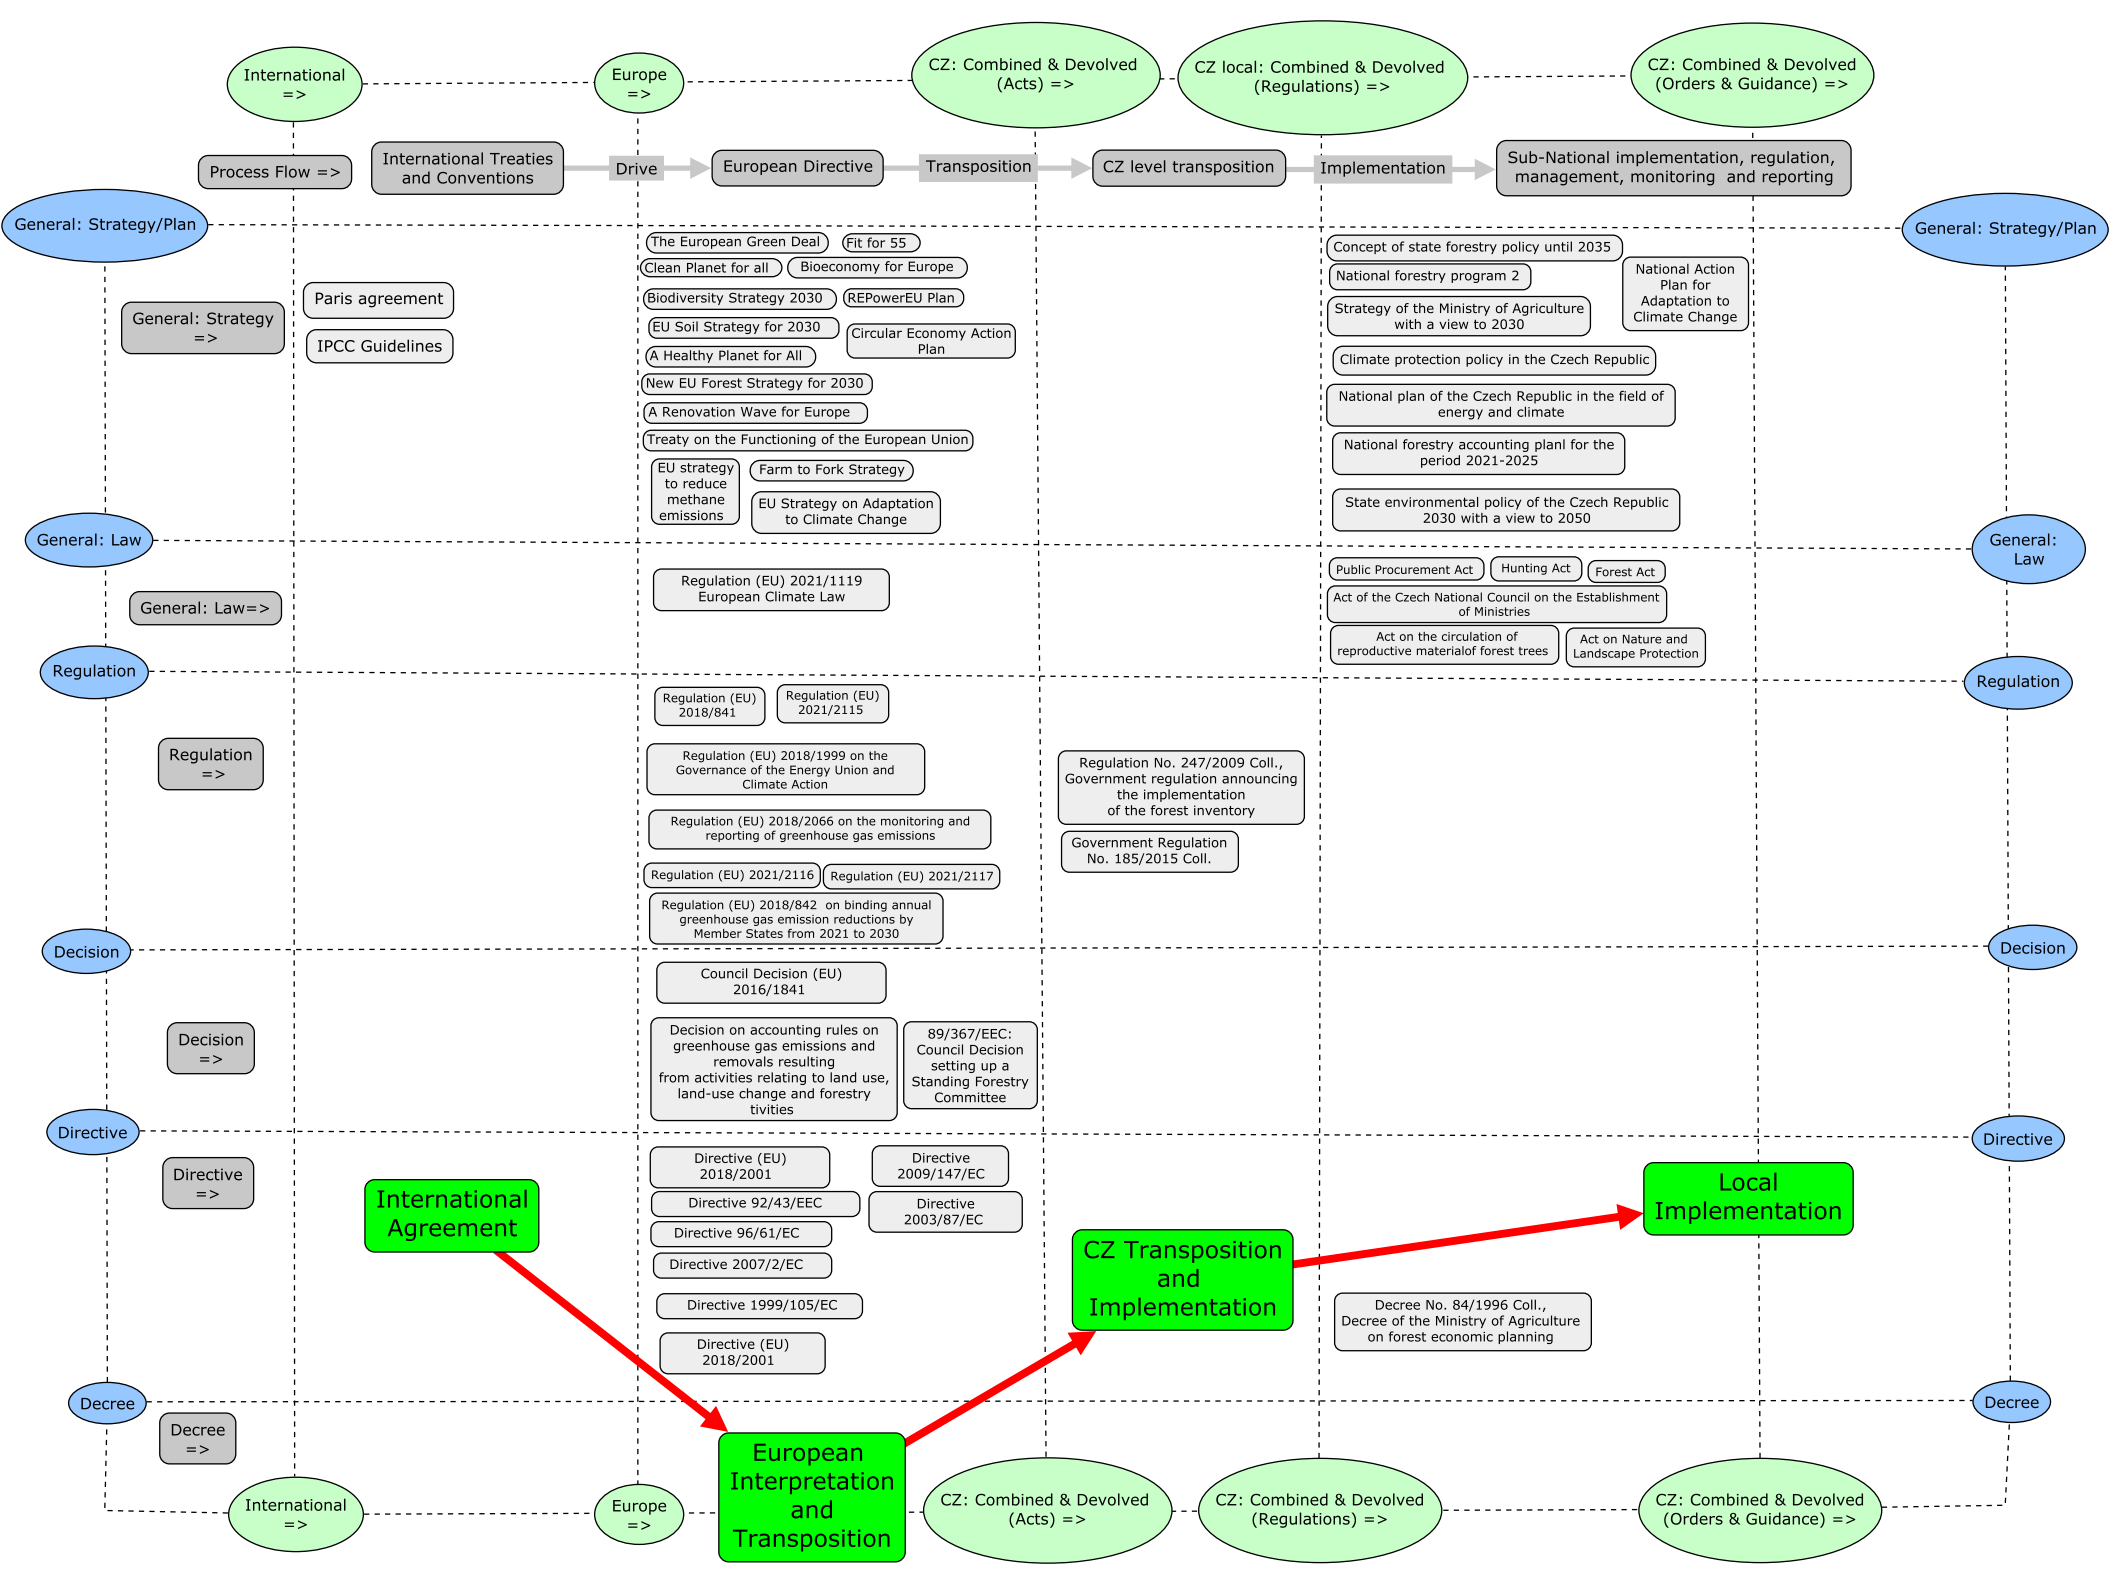 International
=>
Europe
=>
CZ: Combined & Devolved
(Acts) =>
CZ local: Combined & Devolved
(Regulations) =>
CZ: Combined & Devolved
(Orders & Guidance) =>
Process Flow =>
International Treaties
and Conventions
Drive
European Directive
Transposition
CZ level transposition
Implementation
Sub-National implementation, regulation,
management, monitoring  and reporting
General: Strategy/Plan
General: Strategy/Plan
General: Strategy
=>
Paris agreement
IPCC Guidelines
The European Green Deal
Fit for 55
Clean Planet for all
Bioeconomy for Europe
Biodiversity Strategy 2030
REPowerEU Plan
EU Soil Strategy for 2030
Circular Economy Action
Plan
A Healthy Planet for All
New EU Forest Strategy for 2030
A Renovation Wave for Europe
Treaty on the Functioning of the European Union
EU strategy
to reduce
methane
emissions
Farm to Fork Strategy
EU Strategy on Adaptation
to Climate Change
Concept of state forestry policy until 2035
National forestry program 2
National Action
Plan for
Adaptation to
Climate Change
Strategy of the Ministry of Agriculture
with a view to 2030
Climate protection policy in the Czech Republic
National plan of the Czech Republic in the field of
energy and climate
National forestry accounting planl for the
period 2021-2025
State environmental policy of the Czech Republic
2030 with a view to 2050
General: Law
General:
Law
General: Law=>
Regulation (EU) 2021/1119
European Climate Law
Public Procurement Act
Hunting Act
Forest Act
Act of the Czech National Council on the Establishment
of Ministries
Act on the circulation of
reproductive materialof forest trees
Act on Nature and
Landscape Protection
Regulation
Regulation
Regulation
=>
Regulation (EU)
2018/841
Regulation (EU)
2021/2115
Regulation (EU) 2018/1999 on the
Governance of the Energy Union and
Climate Action
Regulation (EU) 2018/2066 on the monitoring and
reporting of greenhouse gas emissions
Regulation (EU) 2021/2116
Regulation (EU) 2021/2117
Regulation (EU) 2018/842  on binding annual
greenhouse gas emission reductions by
Member States from 2021 to 2030
Regulation No. 247/2009 Coll.,
Government regulation announcing
the implementation
of the forest inventory
Government Regulation
No. 185/2015 Coll.
Decision
Decision
Decision
=>
Council Decision (EU)
2016/1841
Decision on accounting rules on
greenhouse gas emissions and
removals resulting
from activities relating to land use,
land-use change and forestry
tivities
89/367/EEC:
Council Decision
setting up a
Standing Forestry
Committee
Directive
Directive
Directive
=>
Directive (EU)
2018/2001
Directive
2009/147/EC
Directive 92/43/EEC
Directive
2003/87/EC
Directive 96/61/EC
Directive 2007/2/EC
Directive 1999/105/EC
Directive (EU)
2018/2001
International
Agreement
CZ Transposition
and
Implementation
Local
Implementation
Decree No. 84/1996 Coll.,
Decree of the Ministry of Agriculture
on forest economic planning
Decree
Decree
Decree
=>
European
Interpretation
and
Transposition
International
=>
Europe
=>
CZ: Combined & Devolved
(Acts) =>
CZ: Combined & Devolved
(Regulations) =>
CZ: Combined & Devolved
(Orders & Guidance) =>